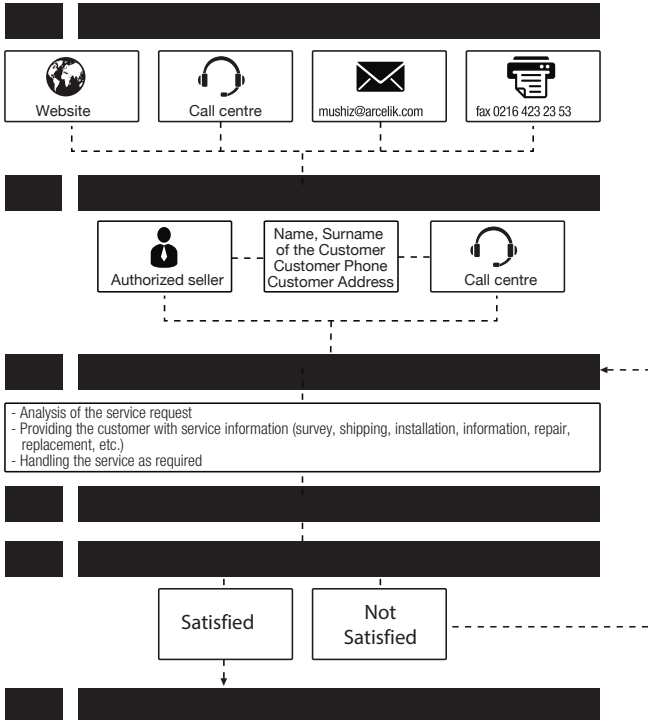 Website
Call centre
mushiz@arcelik.com
fax 0216 423 23 53
Authorized seller
Name, Surname
of the Customer
Customer Phone
Customer Address
Call centre
- Analysis of the service request
- Providing the customer with service information (survey, shipping, installation, information, repair,
replacement, etc.)
- Handling the service as required
Satisfied
Not
Satisfied